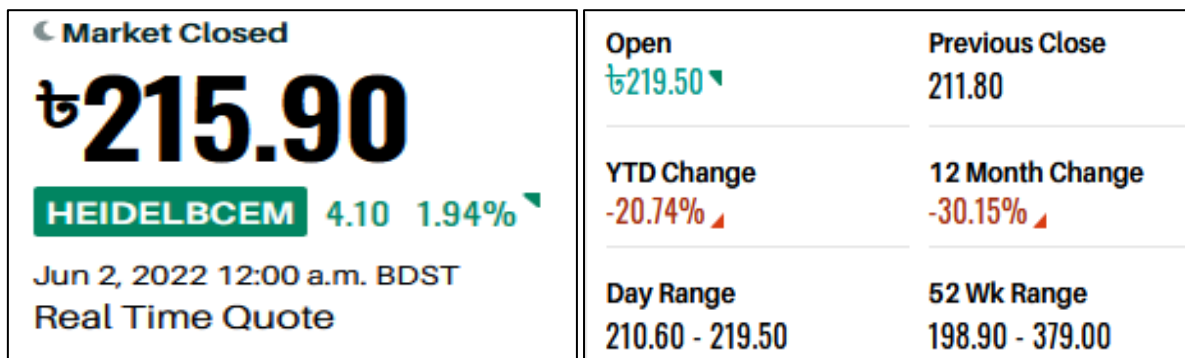 Market Closed
৳215.90
HEIDELBCEM 4.10 1.94%
Jun 2, 2022 12:00 a.m. BDST
Real Time Quote
Open
৳219.50
Previous Close
211.80
YTD Change
-20.74%
12 Month Change
-30.15%
Day Range
210.60 - 219.50
52 Wk Range
198.90 - 379.00